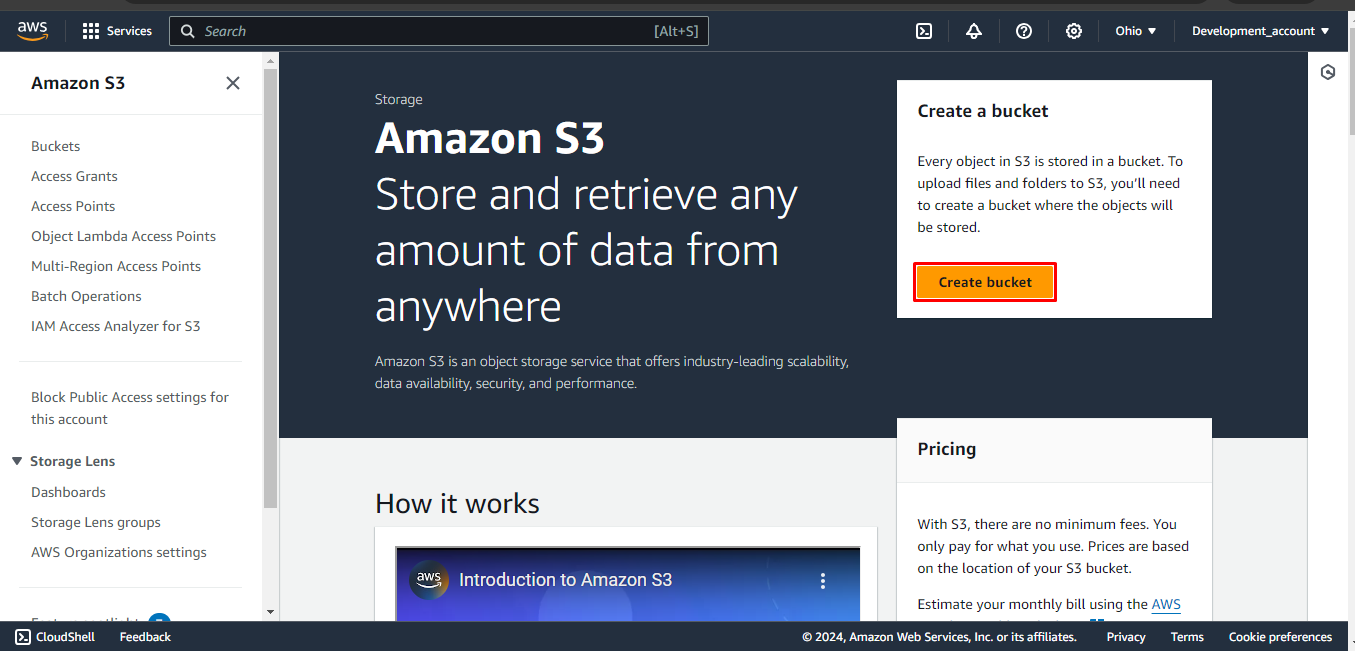 aws
Services
Search
[Alt+S]
Ohio
Development_account
Amazon S3
Buckets
Access Grants
Access Points
Object Lambda Access Points
Multi-Region Access Points
Batch Operations
IAM Access Analyzer for S3
Block Public Access settings for
this account
Storage Lens
Dashboards
Storage Lens groups
AWS Organizations settings
Storage
Amazon S3
Store and retrieve any
amount of data from
anywhere
Amazon S3 is an object storage service that offers industry-leading scalability,
data availability, security, and performance.
Create a bucket
Every object in S3 is stored in a bucket. To
upload files and folders to S3, you’ll need
to create a bucket where the objects will
be stored.
Create bucket
How it works
aws
Introduction to Amazon S3
Pricing
With S3, there are no minimum fees. You
only pay for what you use. Prices are based
on the location of your S3 bucket.
Estimate your monthly bill using the AWS
CloudShell
Feedback
© 2024, Amazon Web Services, Inc. or its affiliates.
Privacy
Terms
Cookie preferences